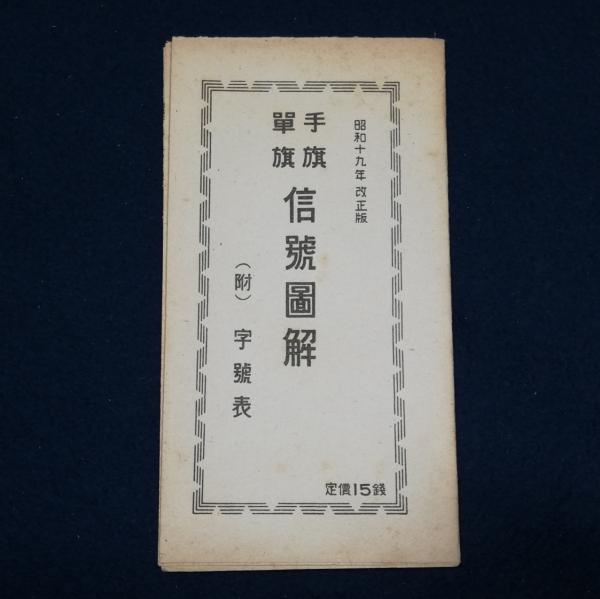 昭和十九年 改正版
手旗
單旗
信號圖解
(附) 字號表
定價15錢